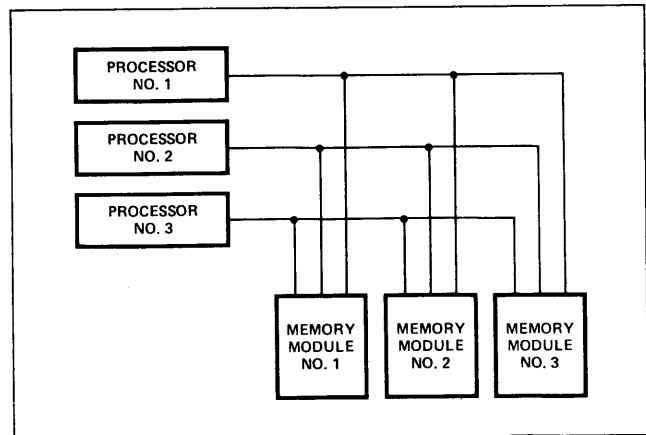 PROCESSOR
NO. 1
PROCESSOR
NO. 2
PROCESSOR
NO. 3
MEMORY
MODULE
NO. 1
MEMORY
MODULE
NO. 2
MEMORY
MODULE
NO. 3